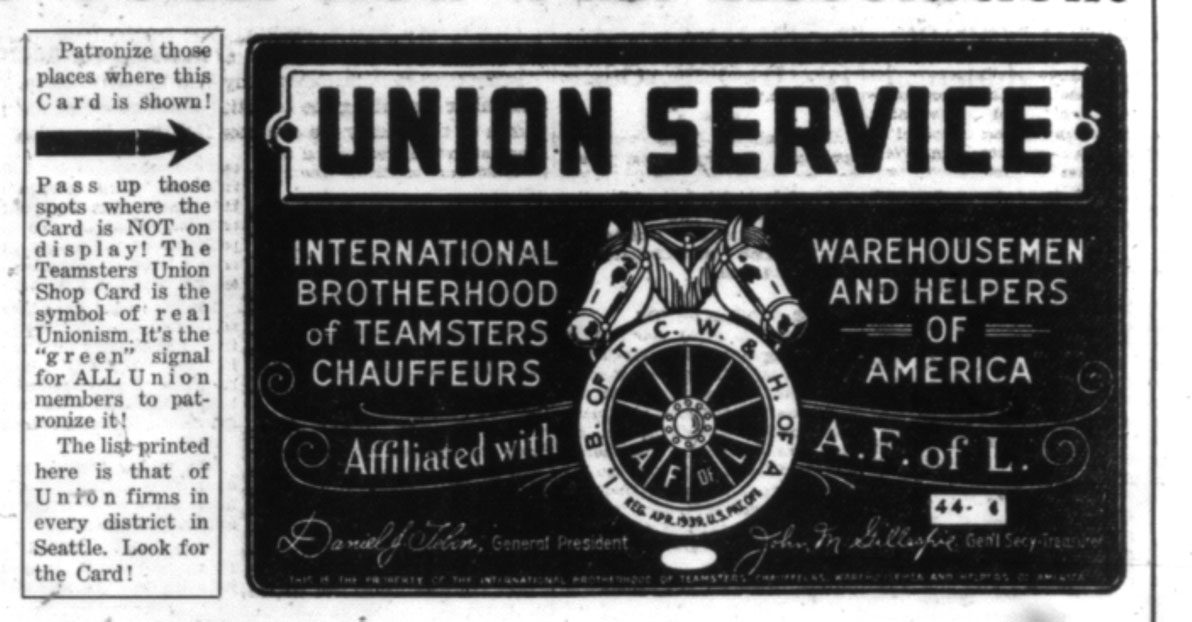 Patronize those
places where this
Card is shown!
Pass up those
spots where the
Card is NOT on
display! The
Teamsters Union
Shop Card is the
symbol of real
Unionism. It's the
"green" signal
for ALL Union
members to pat-
ronize it!
The list printed
here is that of
Union firms in
every district in
Seattle. Look for
the Card!
UNION SERVICE
INTERNATIONAL
BROTHERHOOD
of TEAMSTERS
CHAUFFEURS
WAREHOUSEMEN
AND HELPERS
OF
AMERICA
I. B. OF T. C. W. & H. OF A.
A F OF L
REG. APR. 1939, U.S. PAT. OFF.
Affiliated with
A.F. of L.
44-
Daniel J. Tobin, General President
John M Gillespie, Gen'l Secy-Treasurer
THIS IS THE PROPERTY OF THE INTERNATIONAL BROTHERHOOD OF TEAMSTERS, CHAUFFEURS, WAREHOUSEMEN AND HELPERS OF AMERICA